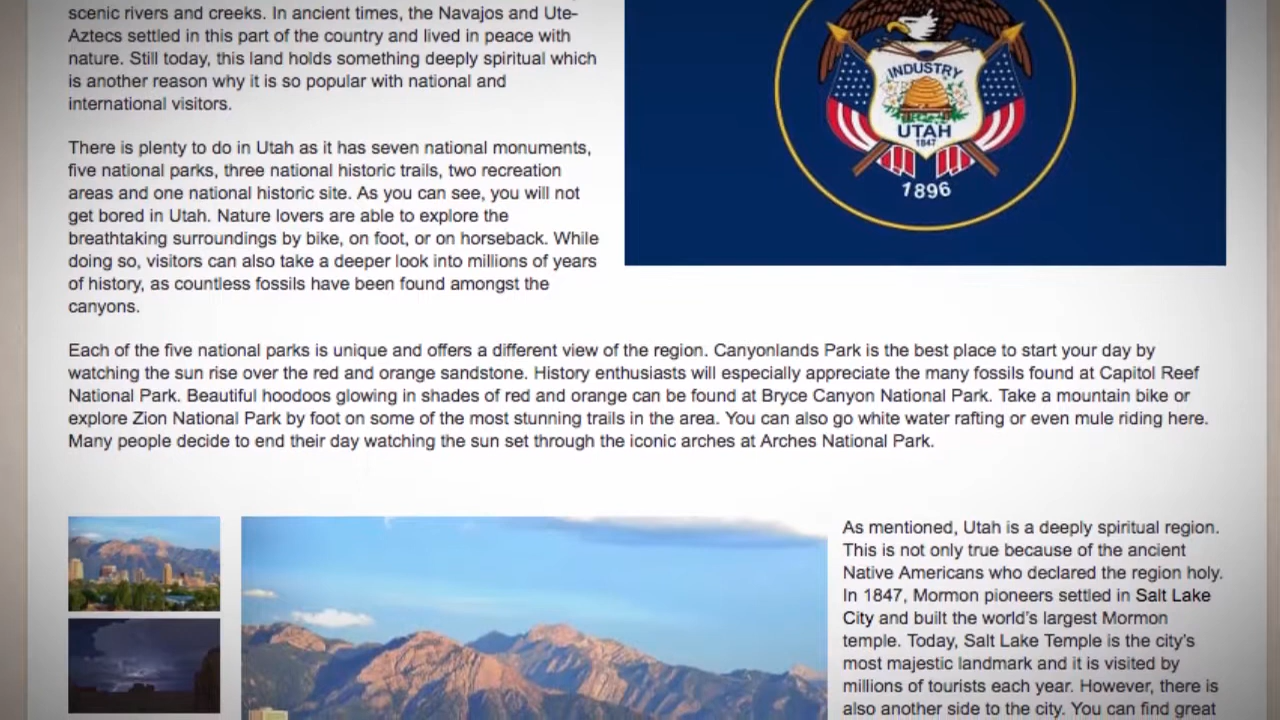 scenic rivers and creeks. In ancient times, the Navajos and Ute-
Aztecs settled in this part of the country and lived in peace with
nature. Still today, this land holds something deeply spiritual which
is another reason why it is so popular with national and
international visitors.
There is plenty to do in Utah as it has seven national monuments,
five national parks, three national historic trails, two recreation
areas and one national historic site. As you can see, you will not
get bored in Utah. Nature lovers are able to explore the
breathtaking surroundings by bike, on foot, or on horseback. While
doing so, visitors can also take a deeper look into millions of years
of history, as countless fossils have been found amongst the
canyons.
INDUSTRY
UTAH
1847
1896
Each of the five national parks is unique and offers a different view of the region. Canyonlands Park is the best place to start your day by
watching the sun rise over the red and orange sandstone. History enthusiasts will especially appreciate the many fossils found at Capitol Reef
National Park. Beautiful hoodoos glowing in shades of red and orange can be found at Bryce Canyon National Park. Take a mountain bike or
explore Zion National Park by foot on some of the most stunning trails in the area. You can also go white water rafting or even mule riding here.
Many people decide to end their day watching the sun set through the iconic arches at Arches National Park.
As mentioned, Utah is a deeply spiritual region.
This is not only true because of the ancient
Native Americans who declared the region holy.
In 1847, Mormon pioneers settled in Salt Lake
City and built the world's largest Mormon
temple. Today, Salt Lake Temple is the city's
most majestic landmark and it is visited by
millions of tourists each year. However, there is
also another side to the city. You can find great